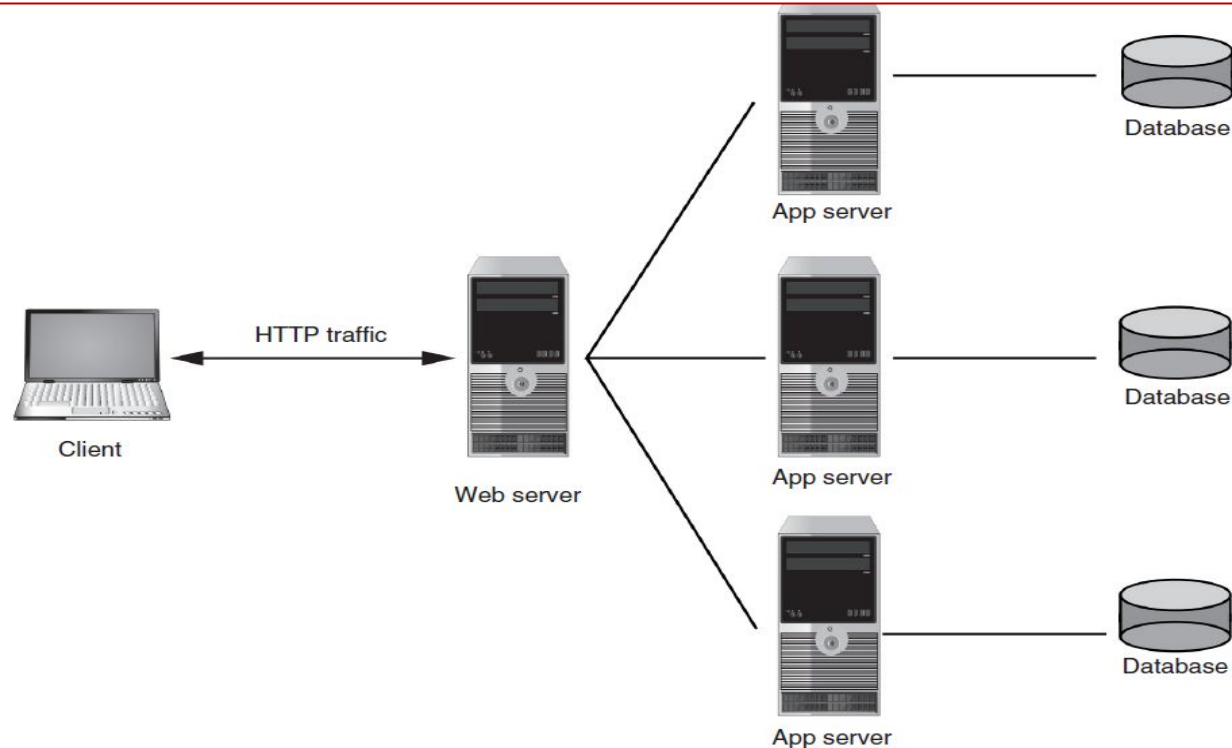 App server
Database
HTTP traffic
Client
Web server
App server
Database
App server
Database